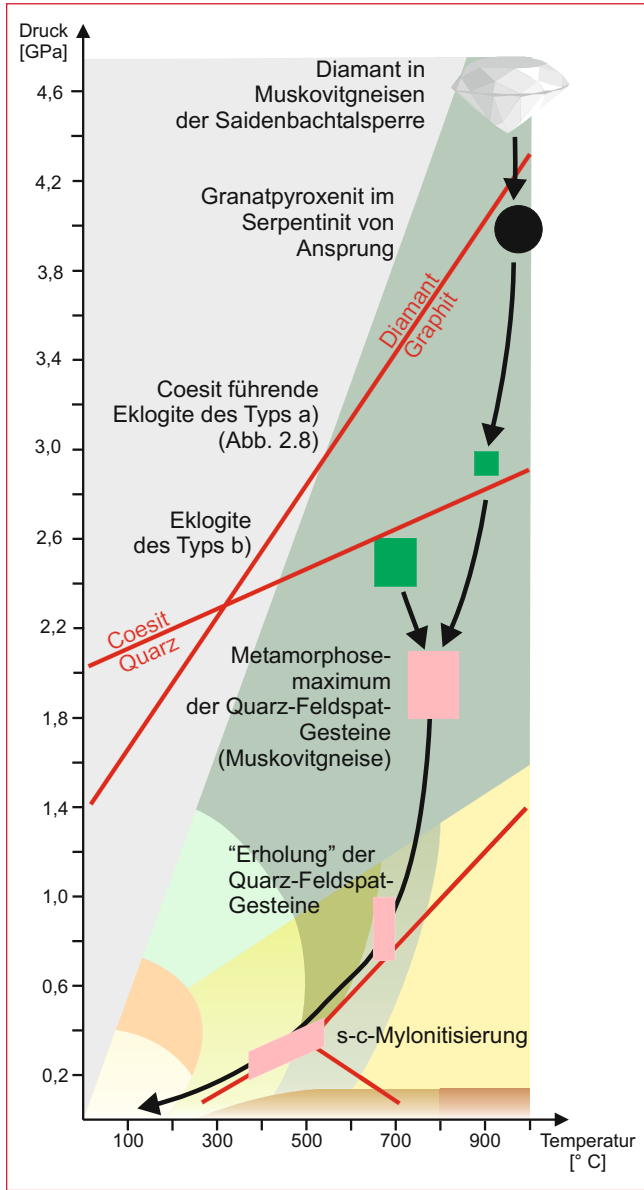 Druck
[GPa]
4,6
4,2
3,8
3,4
3,0
2,6
2,2
1,8
1,4
1,0
0,6
0,2
Diamant in
Muskovitgneisen
der Saidenbachtalsperre
Granatpyroxenit im
Serpentinit von
Ansprung
Diamant
Graphit
Coesit führende
Eklogite des Typs a)
(Abb. 2.8)
Eklogite
des Typs b)
Coesit
Quarz
Metamorphose-
maximum
der Quarz-Feldspat-
Gesteine
(Muskovitgneise)
“Erholung” der
Quarz-Feldspat-
Gesteine
s-c-Mylonitisierung
100
300
500
700
900
Temperatur
[° C]